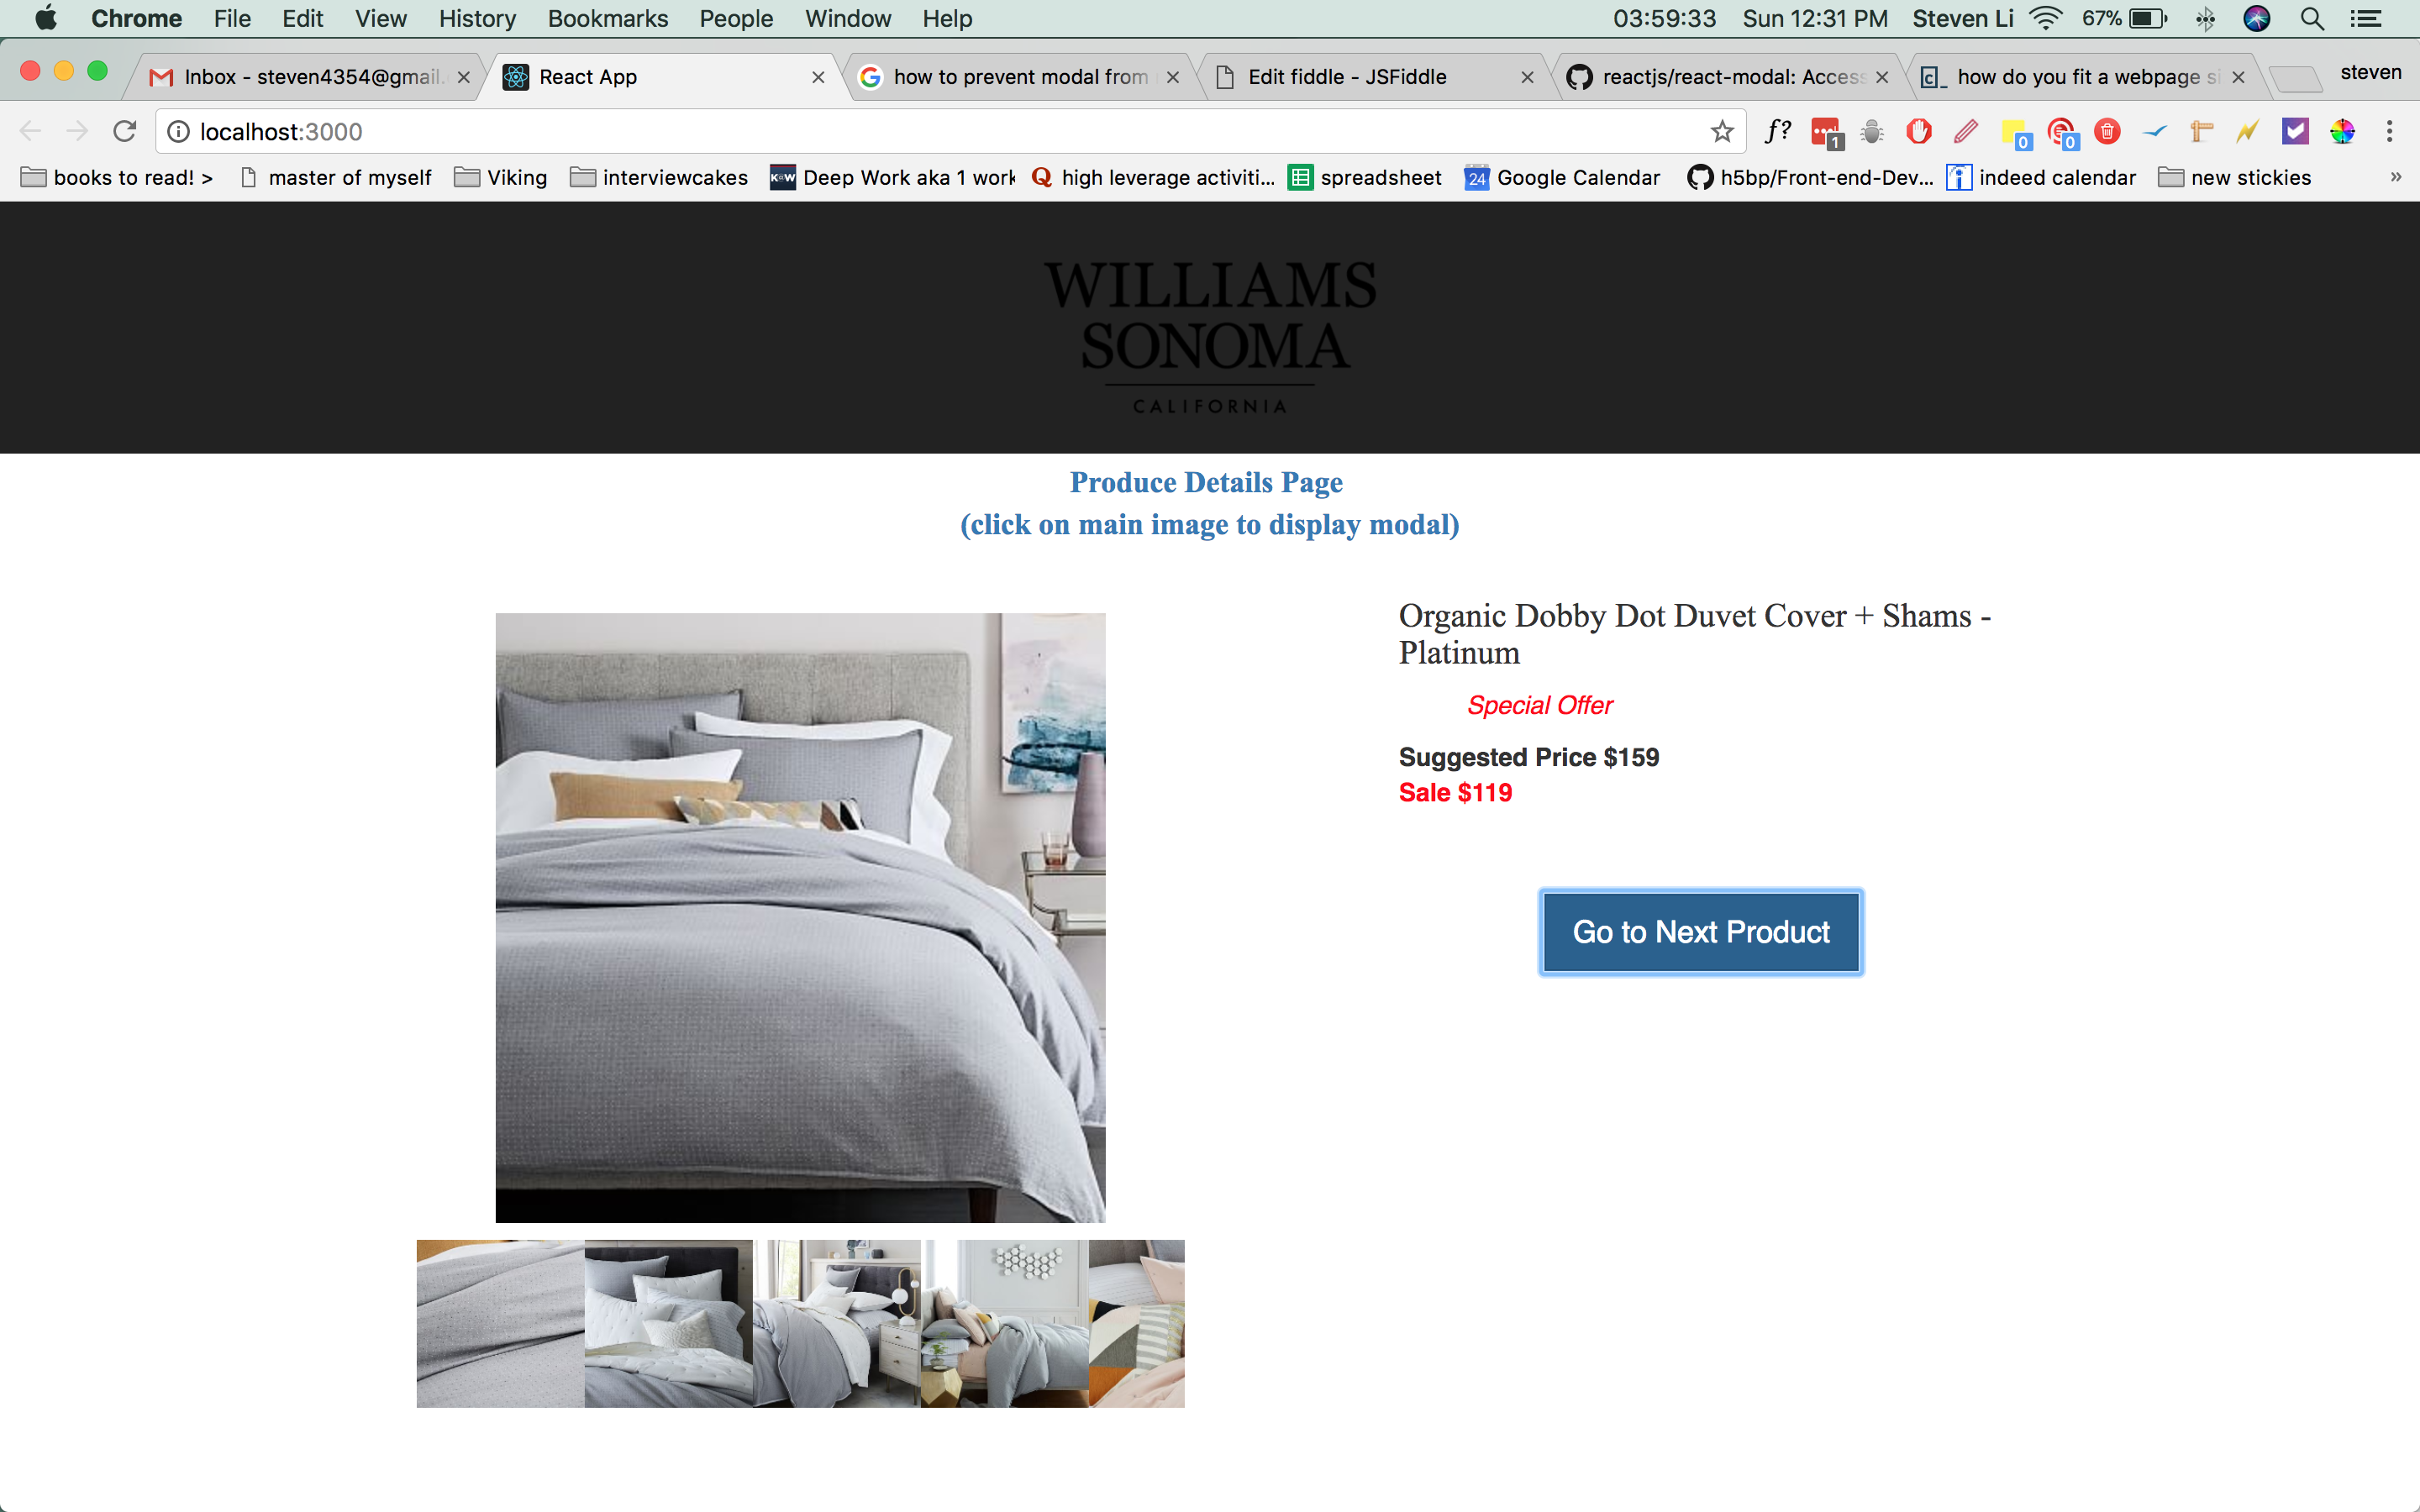 Chrome File Edit View History Bookmarks People Window Help 03:59:33 Sun 12:31 PM Steven Li 67%
Inbox - steven4354@gmail. React App how to prevent modal from Edit fiddle - JSFiddle reactjs/react-modal: Access how do you fit a webpage si steven
localhost:3000 f? 1 0 0
books to read! > master of myself Viking interviewcakes Deep Work aka 1 work high leverage activiti... spreadsheet 24 Google Calendar h5bp/Front-end-Dev... indeed calendar new stickies »
WILLIAMS
SONOMA
CALIFORNIA
Produce Details Page
(click on main image to display modal)
Organic Dobby Dot Duvet Cover + Shams -
Platinum
Special Offer
Suggested Price $159
Sale $119
Go to Next Product